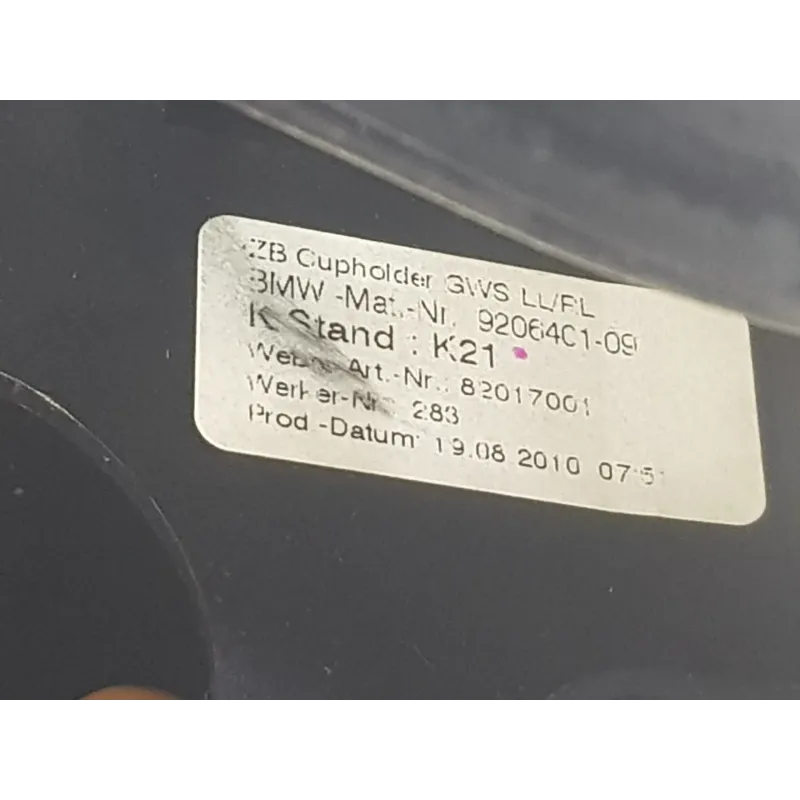 ZB Cupholder GWS LL/RL
BMW -Mat.-Nr. 9206401-09
K Stand : K21
Weber Art.-Nr.: 82017001
Werker-Nr.: 283
Prod.-Datum: 19.08.2010 07:51